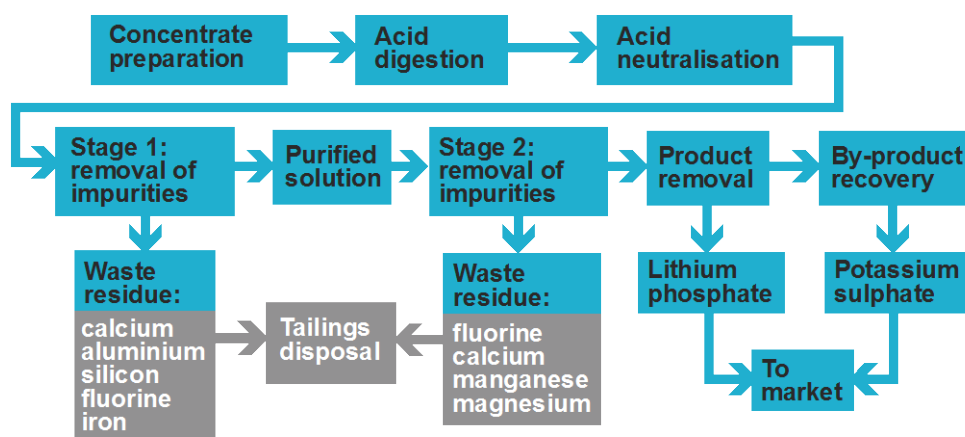 Concentrate
preparation
Acid
digestion
Acid
neutralisation
Stage 1:
removal of
impurities
Purified
solution
Stage 2:
removal of
impurities
Product
removal
By-product
recovery
Waste
residue:
calcium
aluminium
silicon
fluorine
iron
Tailings
disposal
Waste
residue:
fluorine
calcium
manganese
magnesium
Lithium
phosphate
Potassium
sulphate
To
market